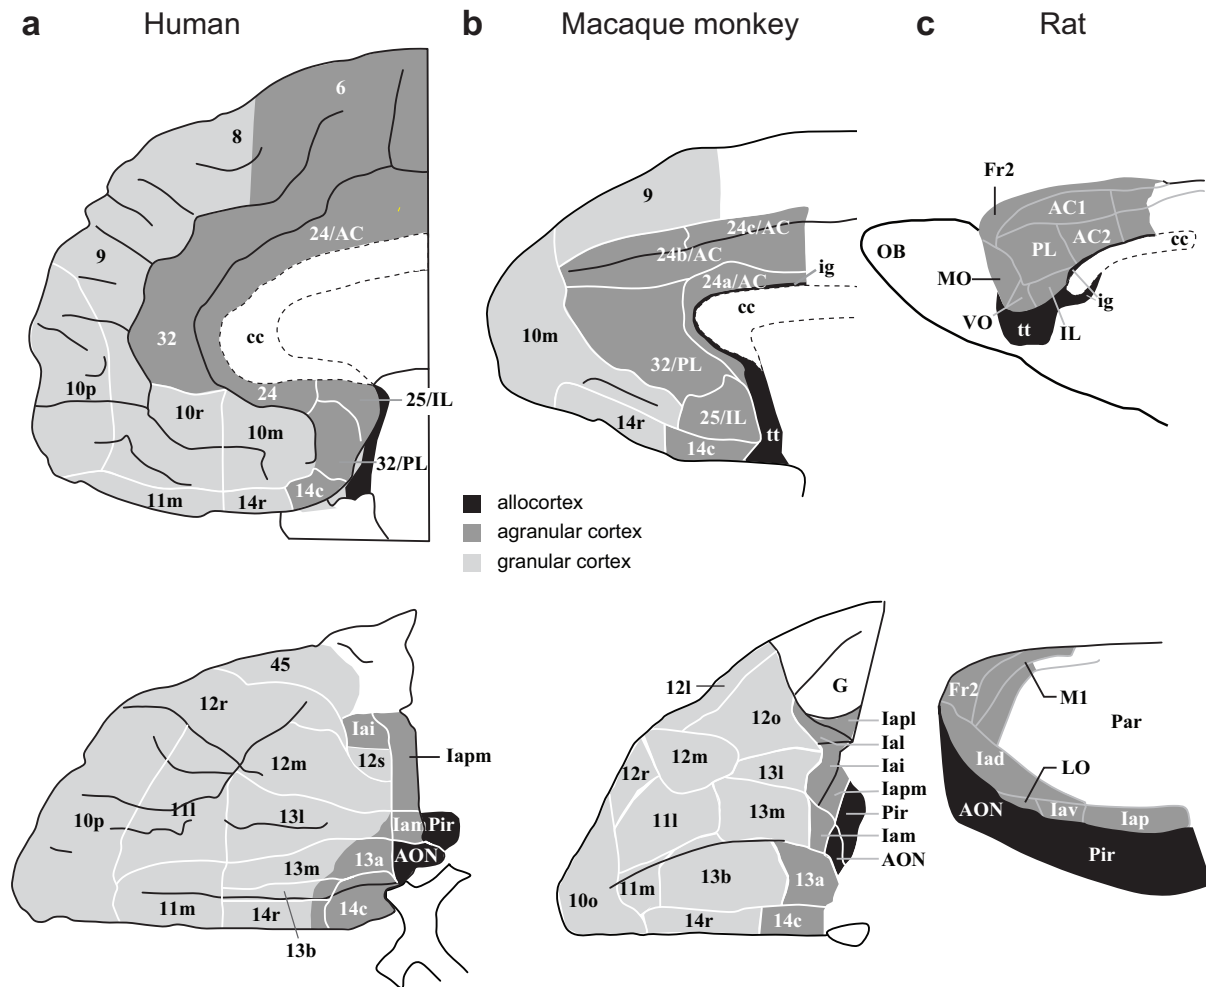 a Human
b Macaque monkey
c Rat
6
8
9
24/AC
32
cc
10p
24
25/IL
10r
10m
32/PL
14c
11m
14r
9
24c/AC
24b/AC
24a/AC
ig
cc
10m
32/PL
25/IL
14r
14c
tt
Fr2
AC1
AC2
OB
PL
cc
MO
ig
VO
tt
IL
allocortex
agranular cortex
granular cortex
45
12r
Iai
12s
Iapm
12m
10p
11l
13l
Iam
Pir
AON
13m
13a
11m
14r
14c
13b
G
12l
12o
Iapl
Ial
12m
Iai
12r
13l
Iapm
11l
13m
Pir
Iam
AON
13b
13a
11m
10o
14r
14c
Fr2
M1
Par
Iad
LO
AON
Iav
Iap
Pir